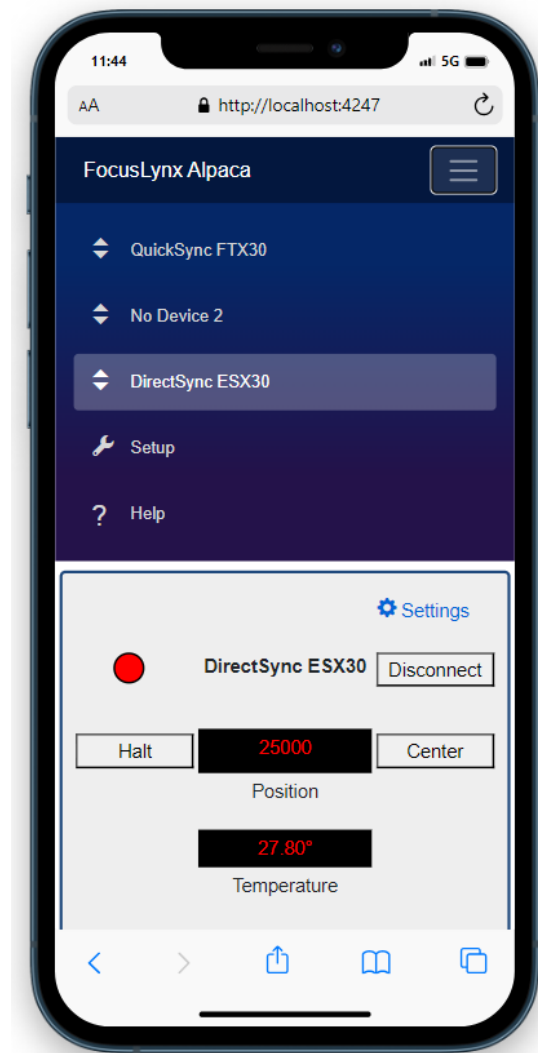 11:44 5G
AA http://localhost:4247
FocusLynx Alpaca
QuickSync FTX30
No Device 2
DirectSync ESX30
Setup
? Help
Settings
DirectSync ESX30 Disconnect
Halt 25000 Center
Position
27.80°
Temperature